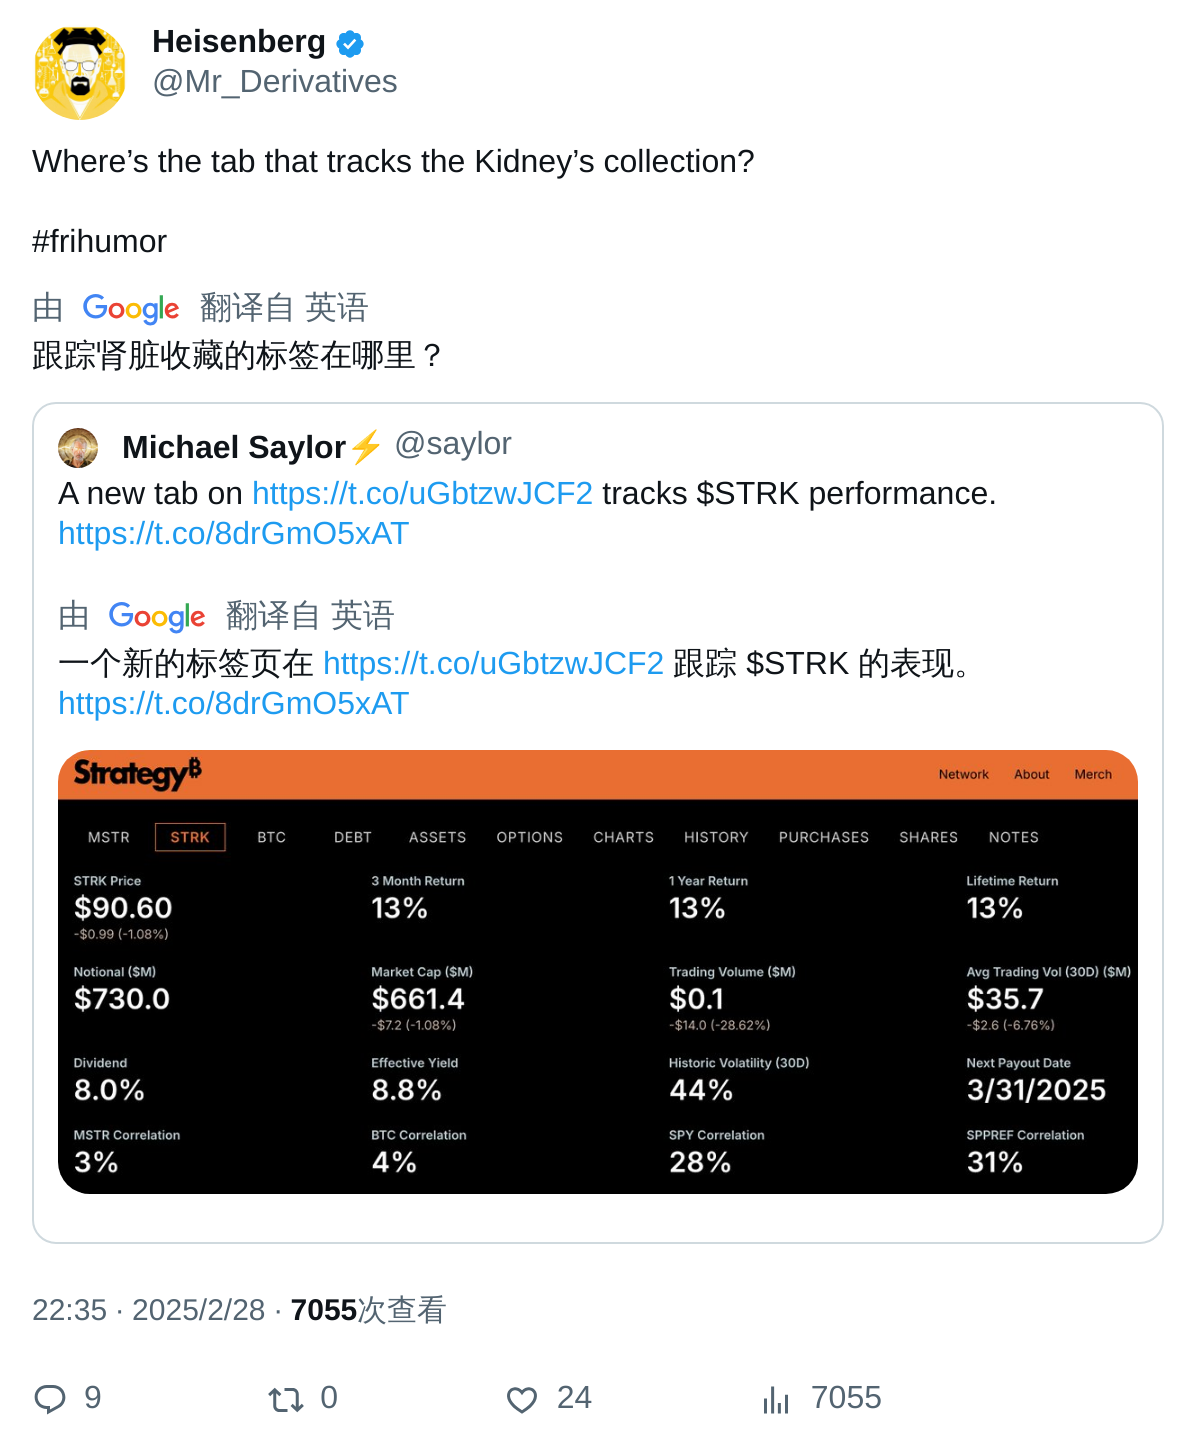 Heisenberg
@Mr_Derivatives
Where’s the tab that tracks the Kidney’s collection?
#frihumor
由 Google 翻译自 英语
跟踪肾脏收藏的标签在哪里？
Michael Saylor⚡ @saylor
A new tab on https://t.co/uGbtzwJCF2 tracks $STRK performance.
https://t.co/8drGmO5xAT
由 Google 翻译自 英语
一个新的标签页在 https://t.co/uGbtzwJCF2 跟踪 $STRK 的表现。
https://t.co/8drGmO5xAT
Strategy₿ Network About Merch
MSTR STRK BTC DEBT ASSETS OPTIONS CHARTS HISTORY PURCHASES SHARES NOTES
STRK Price 3 Month Return 1 Year Return Lifetime Return
$90.60 13% 13% 13%
-$0.99 (-1.08%)
Notional ($M) Market Cap ($M) Trading Volume ($M) Avg Trading Vol (30D) ($M)
$730.0 $661.4 $0.1 $35.7
-$7.2 (-1.08%) -$14.0 (-28.62%) -$2.6 (-6.76%)
Dividend Effective Yield Historic Volatility (30D) Next Payout Date
8.0% 8.8% 44% 3/31/2025
MSTR Correlation BTC Correlation SPY Correlation SPPREF Correlation
3% 4% 28% 31%
22:35 · 2025/2/28 · 7055次查看
9 0 24 7055